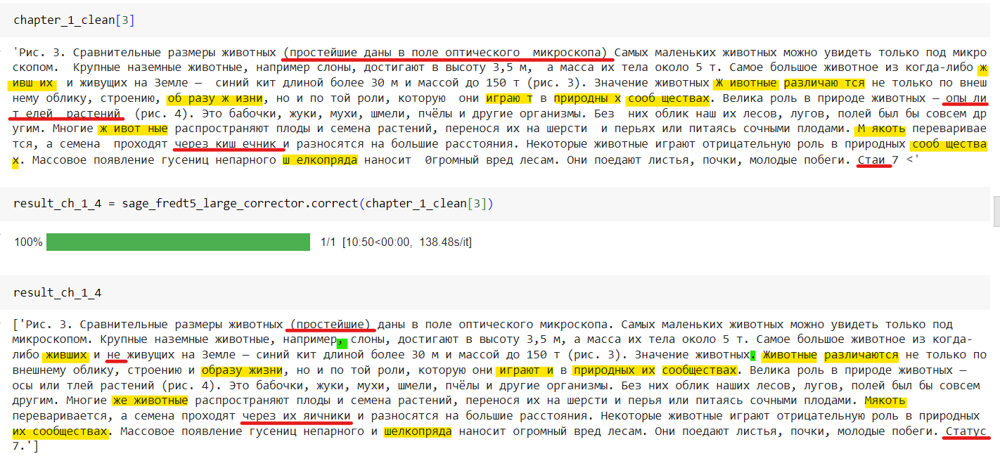 chapter_1_clean[3]
'Рис. 3. Сравнительные размеры животных (простейшие даны в поле оптического  микроскопа) Самых маленьких животных можно увидеть только под микро
скопом.  Крупные наземные животные, например слоны, достигают в высоту 3,5 м,  а масса их тела около 5 т. Самое большое животное из когда-либо ж
ивш их  и живущих на Земле —  синий кит длиной более 30 м и массой до 150 т (рис. 3). Значение животных Ж ивотные различаю тся не только по внеш
нему облику, строению, об разу ж изни, но и по той роли, которую  они играю т в природны х сооб ществах. Велика роль в природе животных — опы ли
т елей  растений  (рис. 4). Это бабочки, жуки, мухи, шмели, пчёлы и другие организмы. Без  них облик наш их лесов, лугов, полей был бы совсем др
угим. Многие ж ивот ные распространяют плоды и семена растений, перенося их на шерсти  и перьях или питаясь сочными плодами. М якоть перевариваe
тся, а семена  проходят через киш ечник и разносятся на большие расстояния. Некоторые животные играют отрицательную роль в природных сооб щества
х. Массовое появление гусениц непарного ш елкопряда наносит  0громный вред лесам. Они поедают листья, почки, молодые побеги. Стаи 7 <'
result_ch_1_4 = sage_fredt5_large_corrector.correct(chapter_1_clean[3])
100% 1/1 [10:50<00:00, 138.48s/it]
result_ch_1_4
['Рис. 3. Сравнительные размеры животных (простейшие) даны в поле оптического микроскопа. Самых маленьких животных можно увидеть только под
микроскопом. Крупные наземные животные, например, слоны, достигают в высоту 3,5 м, а масса их тела около 5 т. Самое большое животное из когда-
либо живших и не живущих на Земле — синий кит длиной более 30 м и массой до 150 т (рис. 3). Значение животных. Животные различаются не только по
внешнему облику, строению и образу жизни, но и по той роли, которую они играют и в природных их сообществах. Велика роль в природе животных —
осы или тлей растений (рис. 4). Это бабочки, жуки, мухи, шмели, пчёлы и другие организмы. Без них облик наших лесов, лугов, полей был бы совсем
другим. Многие же животные распространяют плоды и семена растений, перенося их на шерсти и перья или питаясь сочными плодами. Мякоть
переваривается, а семена проходят через их яичники и разносятся на большие расстояния. Некоторые животные играют отрицательную роль в природных
их сообществах. Массовое появление гусениц непарного и шелкопряда наносит огромный вред лесам. Они поедают листья, почки, молодые побеги. Статус
7.']